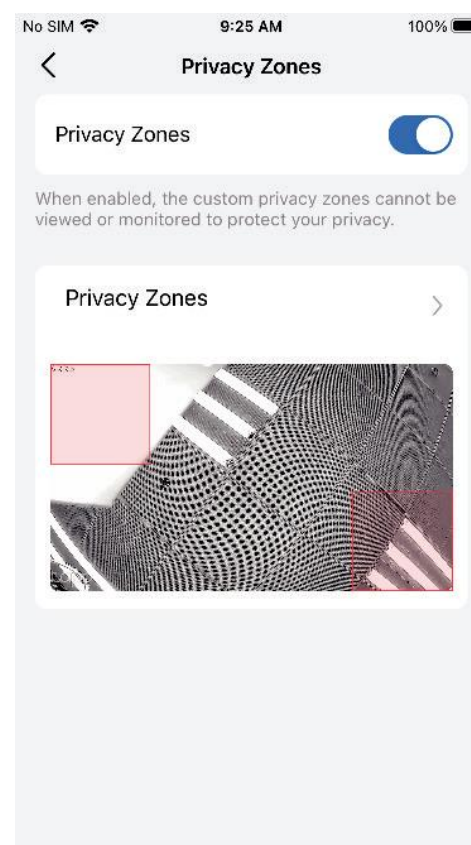 No SIM 9:25 AM 100%
Privacy Zones
Privacy Zones
When enabled, the custom privacy zones cannot be
viewed or monitored to protect your privacy.
Privacy Zones